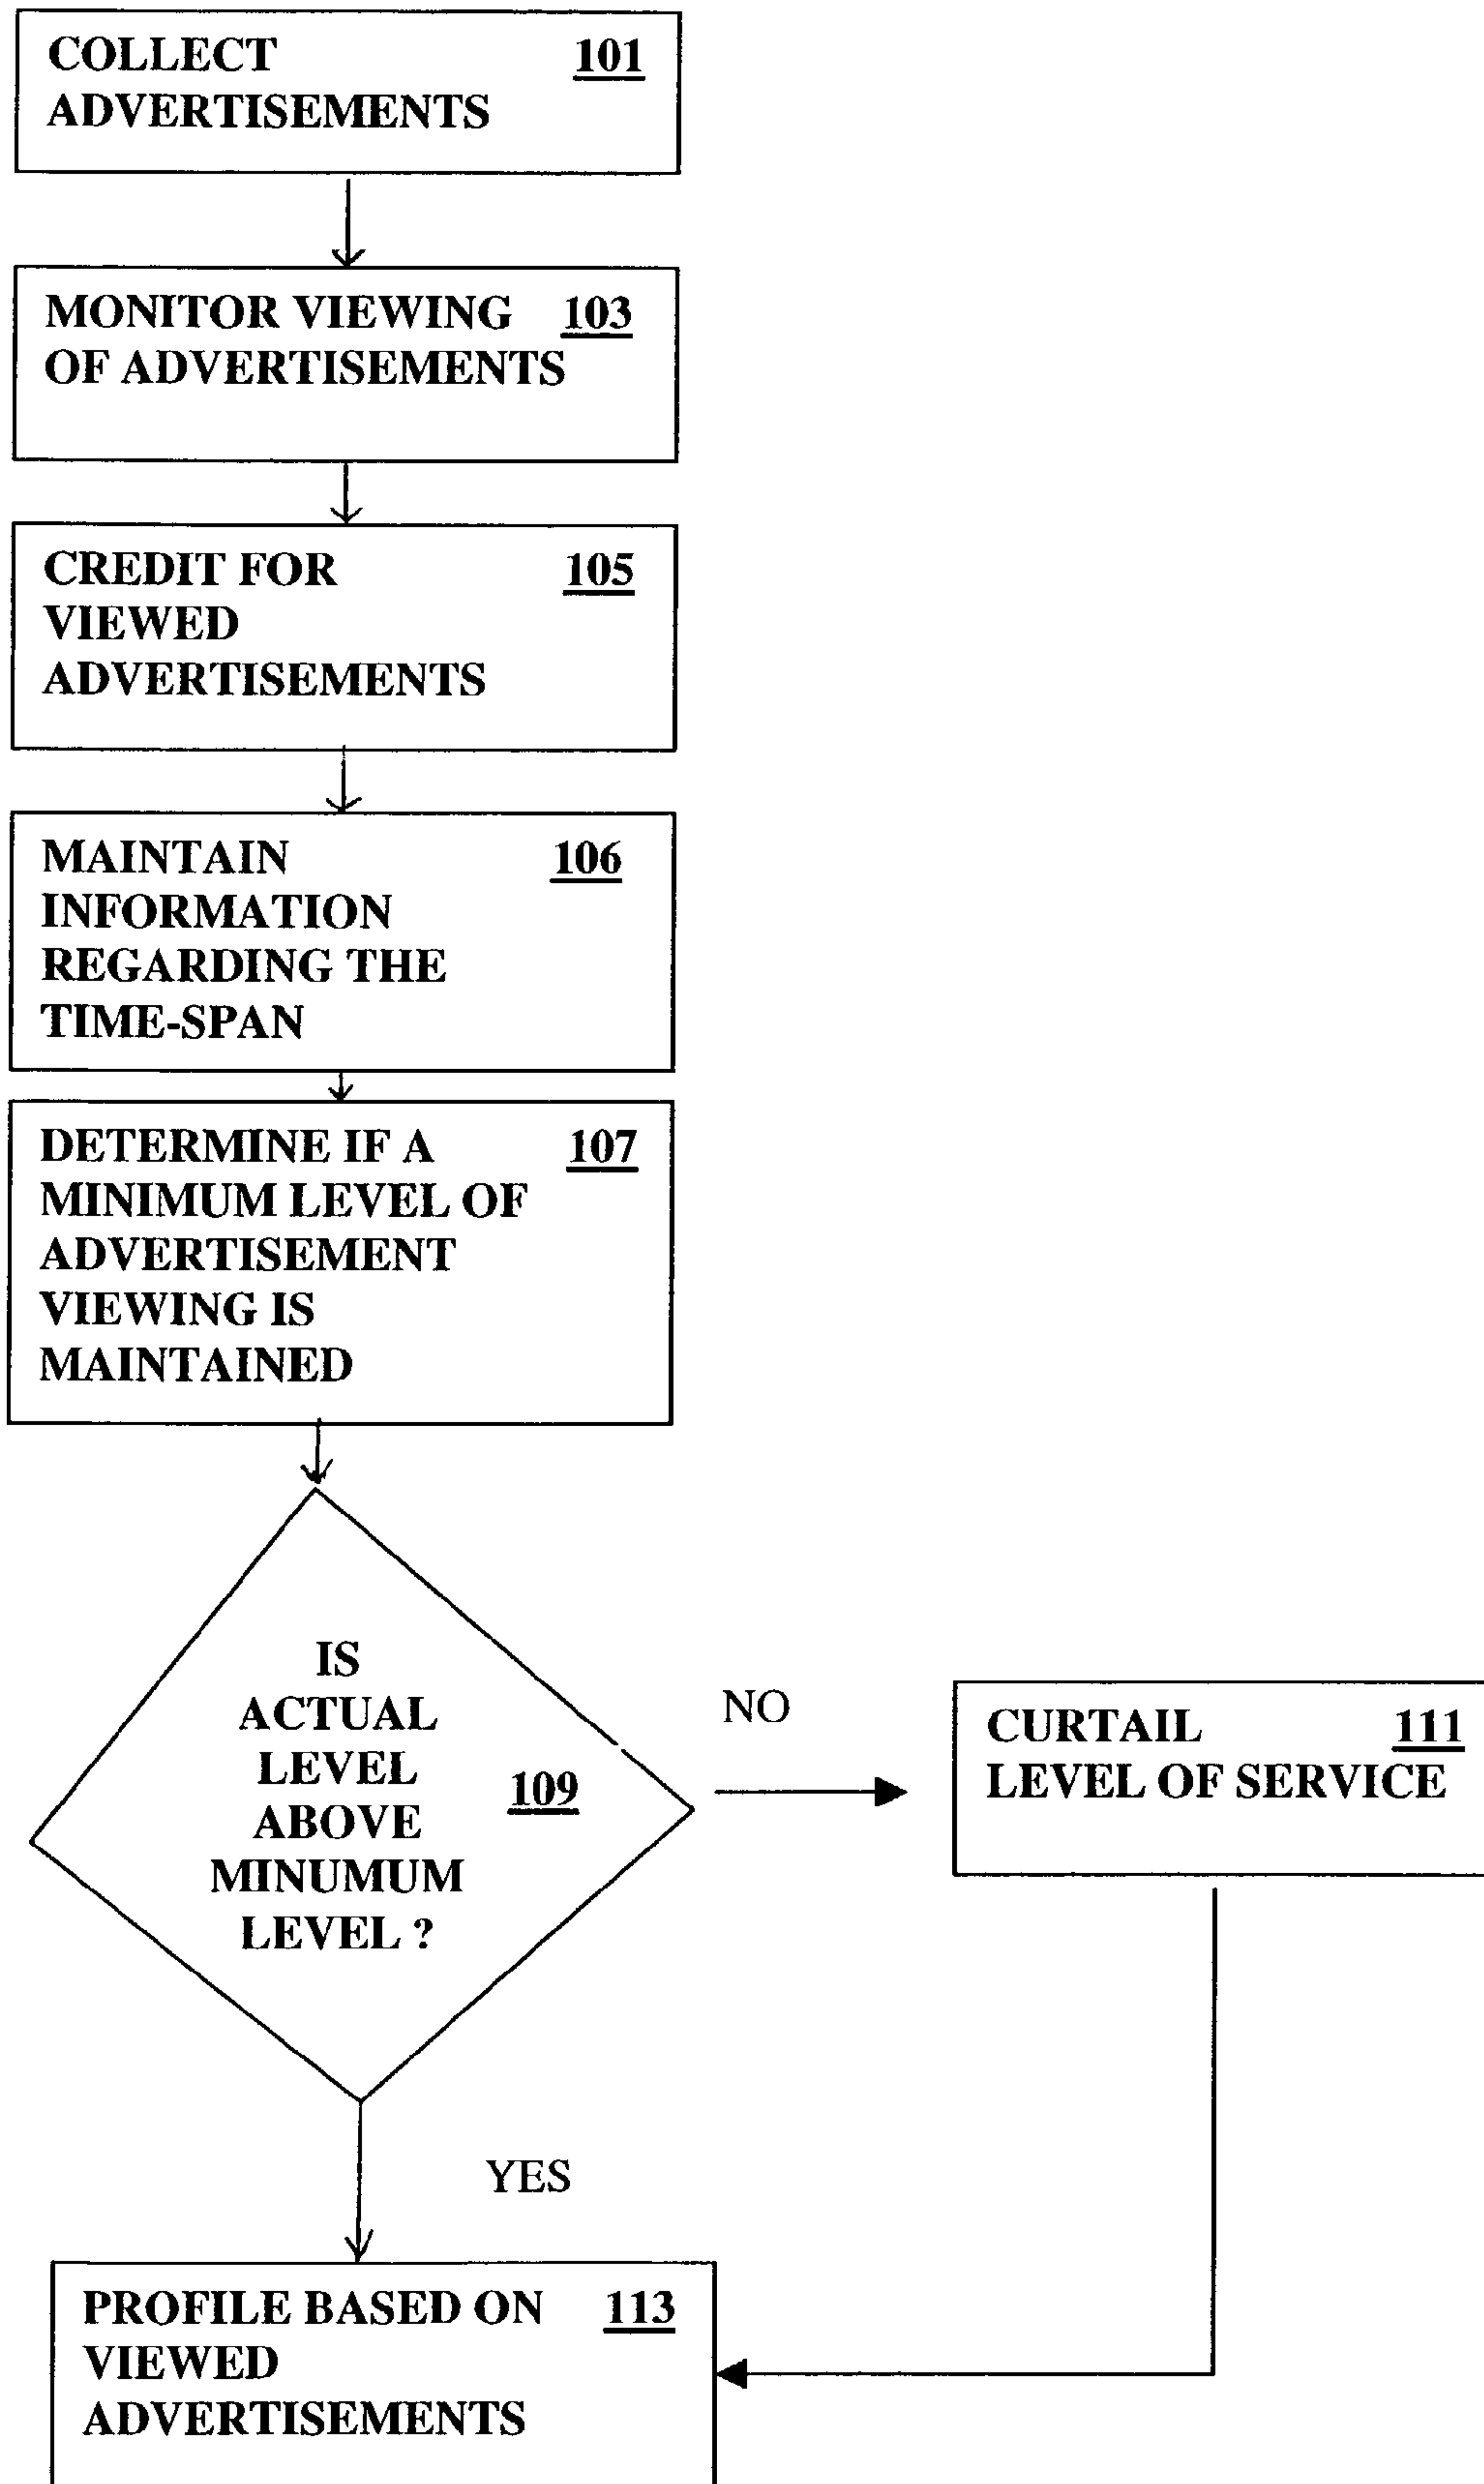 COLLECT 101
ADVERTISEMENTS
MONITOR VIEWING 103
OF ADVERTISEMENTS
CREDIT FOR 105
VIEWED
ADVERTISEMENTS
MAINTAIN 106
INFORMATION
REGARDING THE
TIME-SPAN
DETERMINE IF A 107
MINIMUM LEVEL OF
ADVERTISEMENT
VIEWING IS
MAINTAINED
IS
ACTUAL
LEVEL
ABOVE
MINUMUM
LEVEL ?
109
NO
CURTAIL 111
LEVEL OF SERVICE
YES
PROFILE BASED ON 113
VIEWED
ADVERTISEMENTS